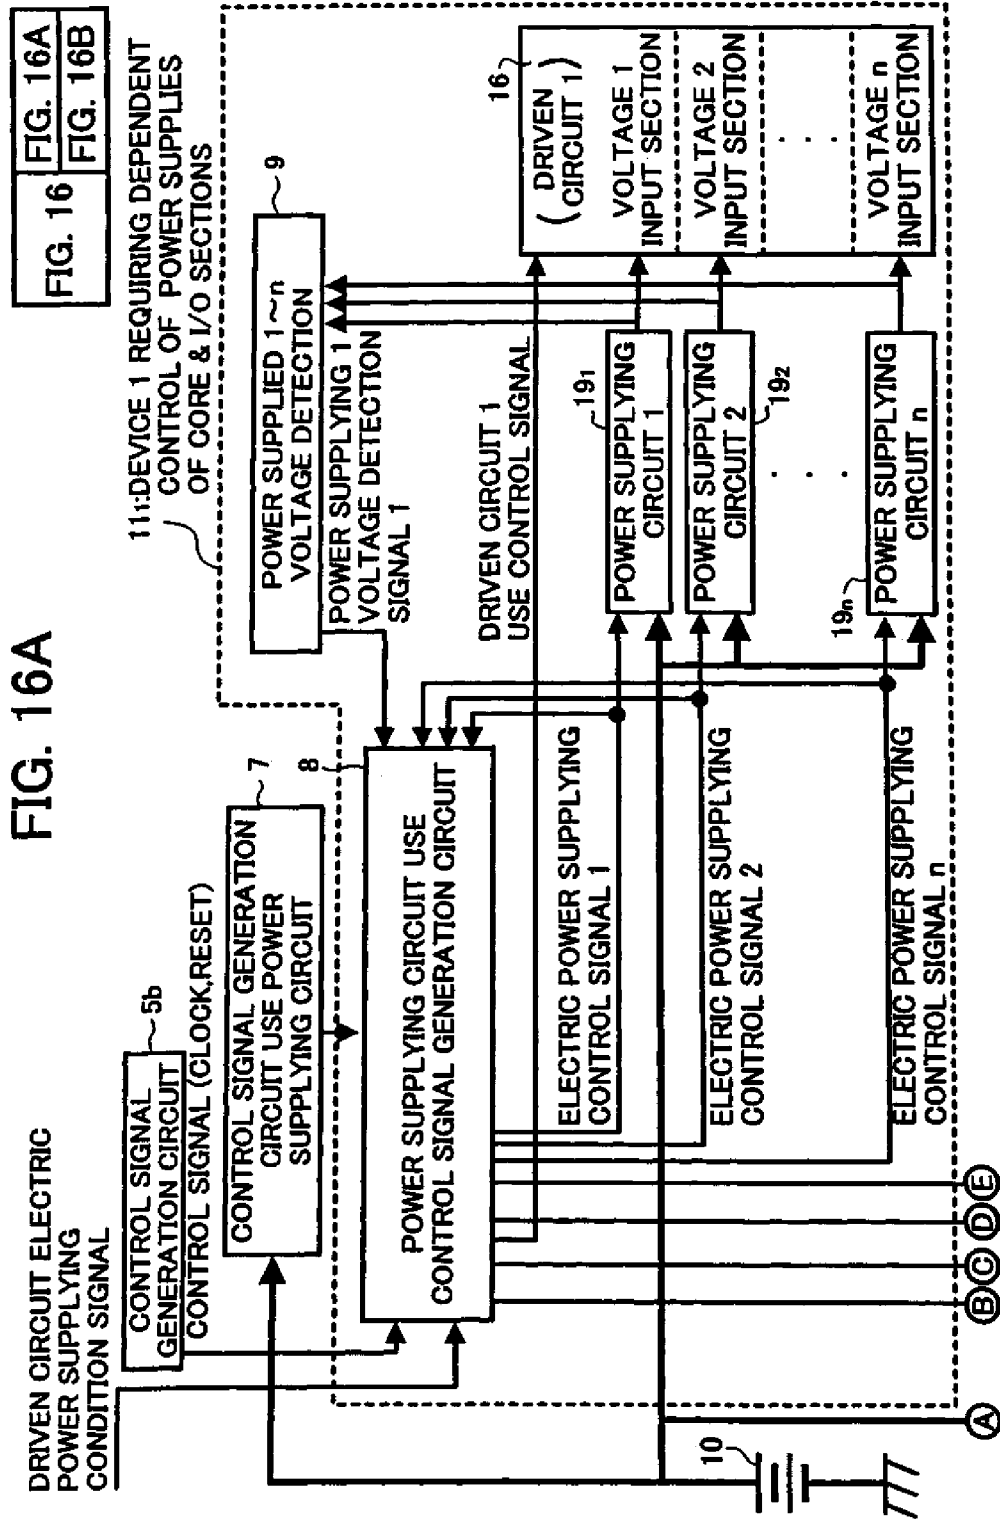 FIG. 16A
FIG. 16
FIG. 16A
FIG. 16B
11₁:DEVICE 1 REQUIRING DEPENDENT
CONTROL OF POWER SUPPLIES
OF CORE & I/O SECTIONS
DRIVEN CIRCUIT ELECTRIC
POWER SUPPLYING
CONDITION SIGNAL
CONTROL SIGNAL
GENERATION CIRCUIT
5b
CONTROL SIGNAL (CLOCK,RESET)
CONTROL SIGNAL GENERATION
CIRCUIT USE POWER
SUPPLYING CIRCUIT
7
POWER SUPPLIED 1~n
VOLTAGE DETECTION
9
POWER SUPPLYING 1
VOLTAGE DETECTION
SIGNAL 1
8
POWER SUPPLYING CIRCUIT USE
CONTROL SIGNAL GENERATION CIRCUIT
DRIVEN CIRCUIT 1
USE CONTROL SIGNAL
16
(DRIVEN
CIRCUIT 1)
VOLTAGE 1
INPUT SECTION
VOLTAGE 2
INPUT SECTION
. . .
VOLTAGE n
INPUT SECTION
19₁
POWER SUPPLYING
CIRCUIT 1
POWER SUPPLYING
CIRCUIT 2
19₂
. . .
19n
POWER SUPPLYING
CIRCUIT n
ELECTRIC POWER SUPPLYING
CONTROL SIGNAL 1
ELECTRIC POWER SUPPLYING
CONTROL SIGNAL 2
ELECTRIC POWER SUPPLYING
CONTROL SIGNAL n
10
A
B
C
D
E